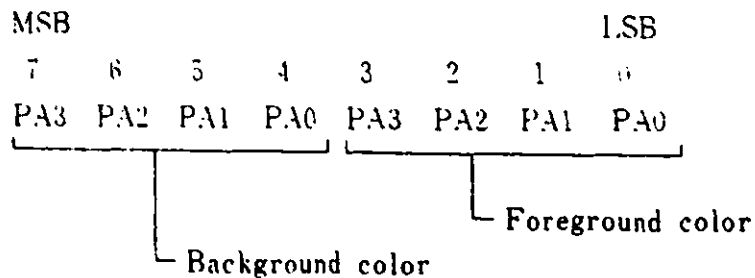 MSB LSB
7 6 5 4 3 2 1 0
PA3 PA2 PA1 PA0 PA3 PA2 PA1 PA0
Foreground color
Background color